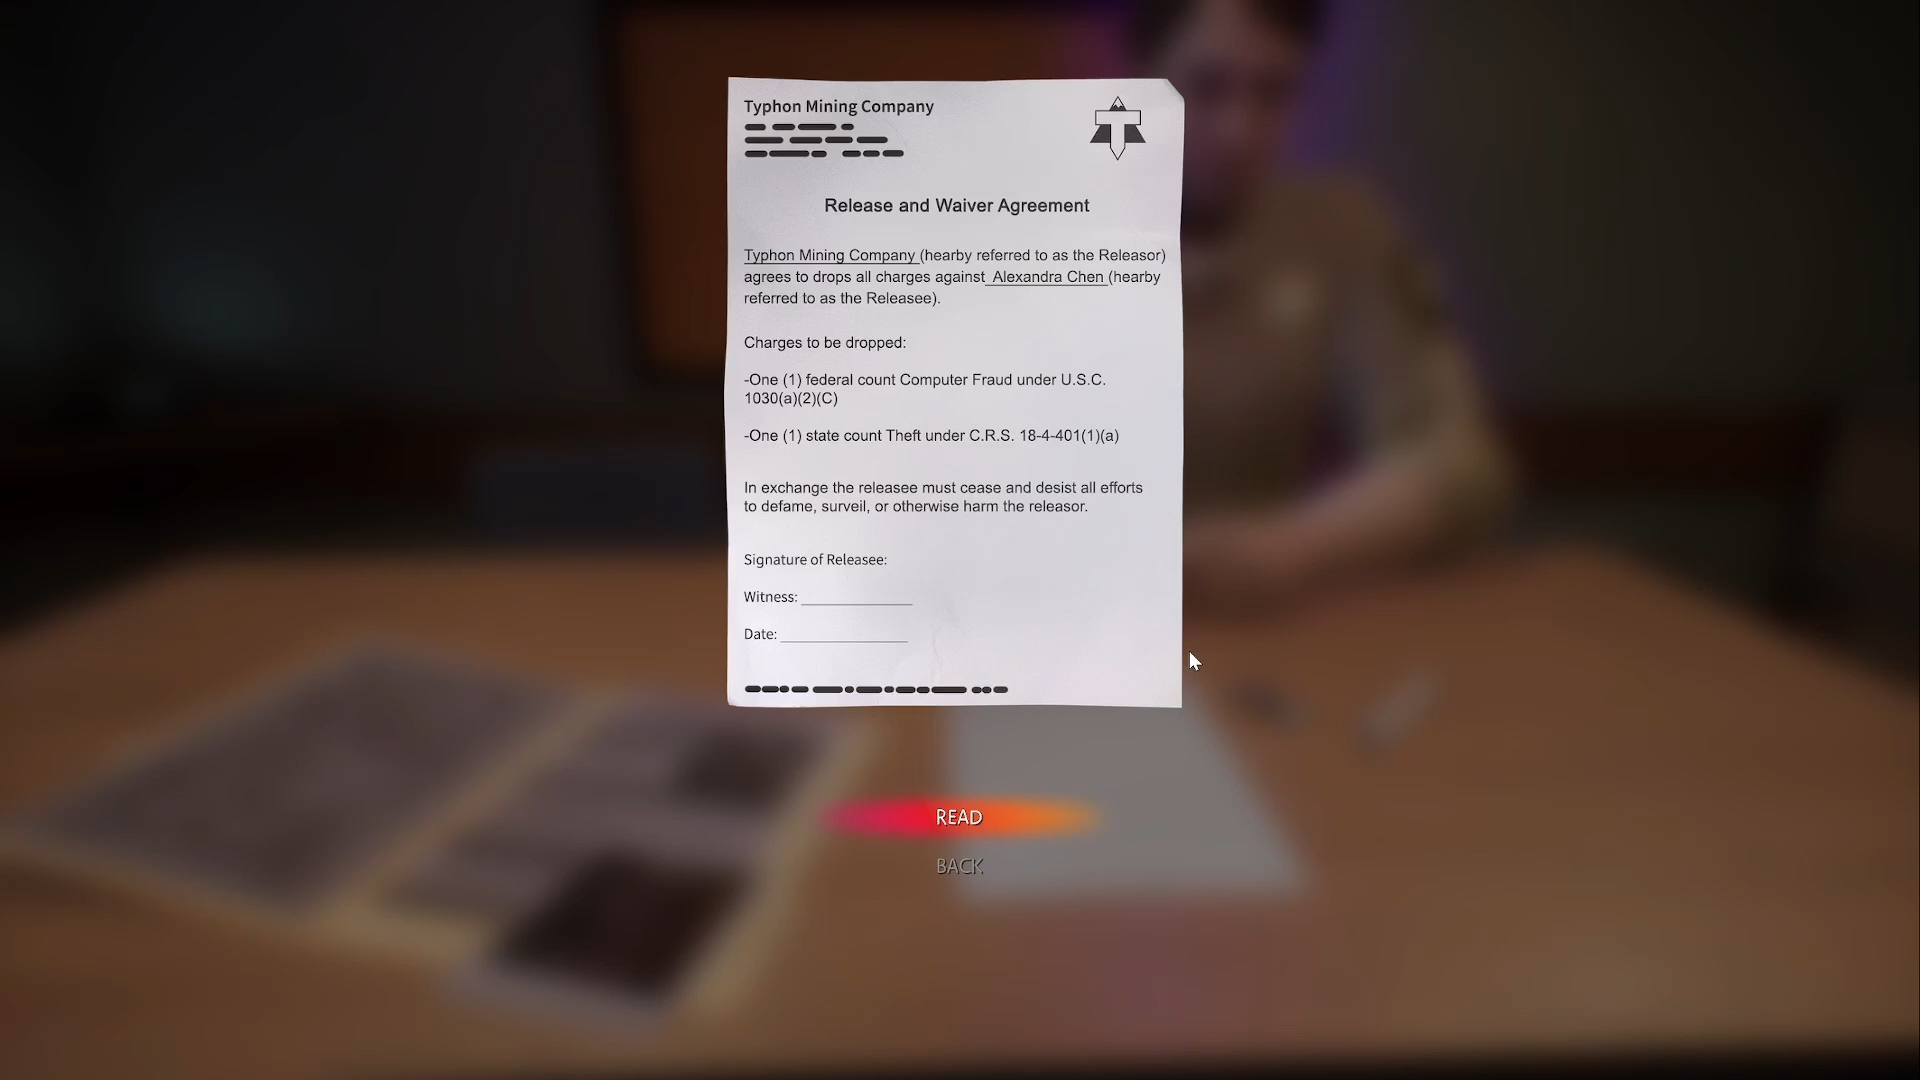 Typhon Mining Company
Release and Waiver Agreement
Typhon Mining Company (hearby referred to as the Releasor)
agrees to drops all charges against Alexandra Chen (hearby
referred to as the Releasee).
Charges to be dropped:
-One (1) federal count Computer Fraud under U.S.C.
1030(a)(2)(C)
-One (1) state count Theft under C.R.S. 18-4-401(1)(a)
In exchange the releasee must cease and desist all efforts
to defame, surveil, or otherwise harm the releasor.
Signature of Releasee:
Witness:
Date:
READ
BACK